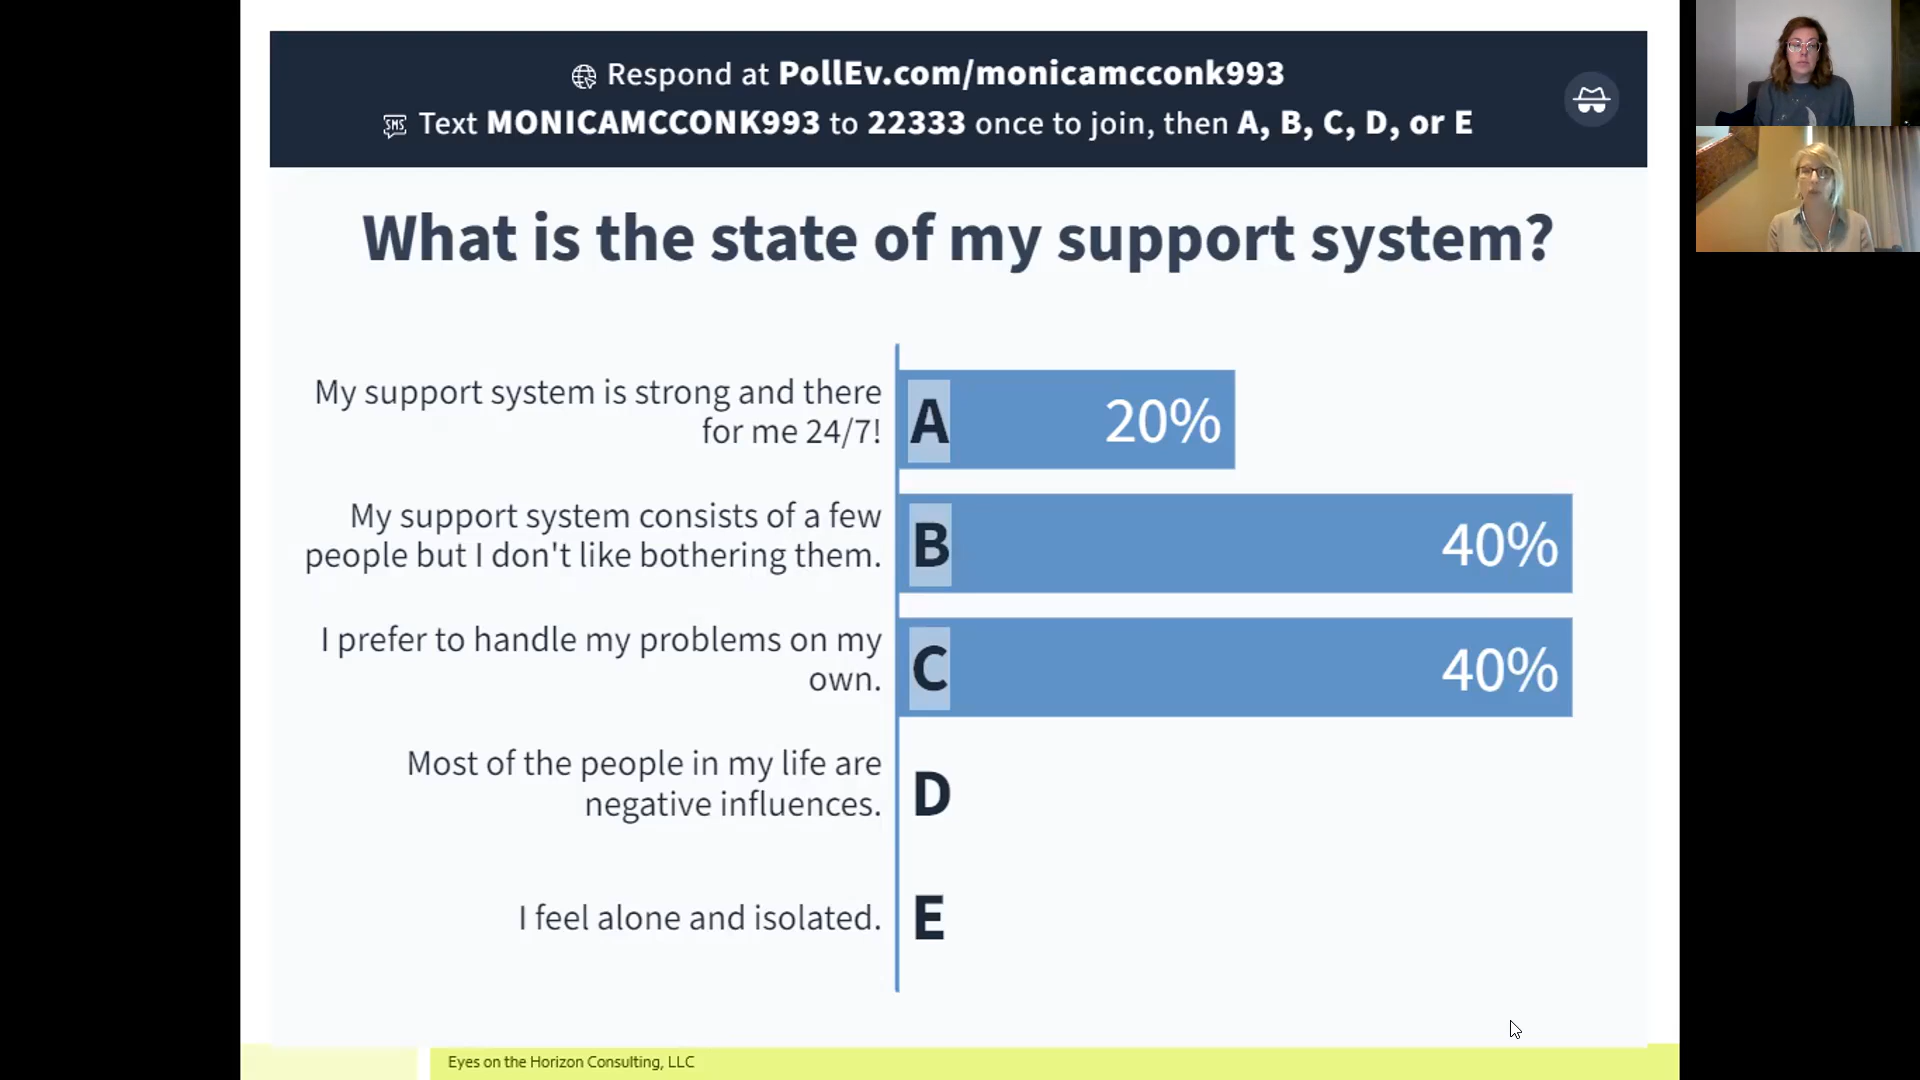 Respond at PollEv.com/monicamcconk993
SMS Text MONICAMCCONK993 to 22333 once to join, then A, B, C, D, or E
What is the state of my support system?
My support system is strong and there
for me 24/7!
A 20%
My support system consists of a few
people but I don't like bothering them.
B 40%
I prefer to handle my problems on my
own.
C 40%
Most of the people in my life are
negative influences.
D
I feel alone and isolated.
E
Eyes on the Horizon Consulting, LLC